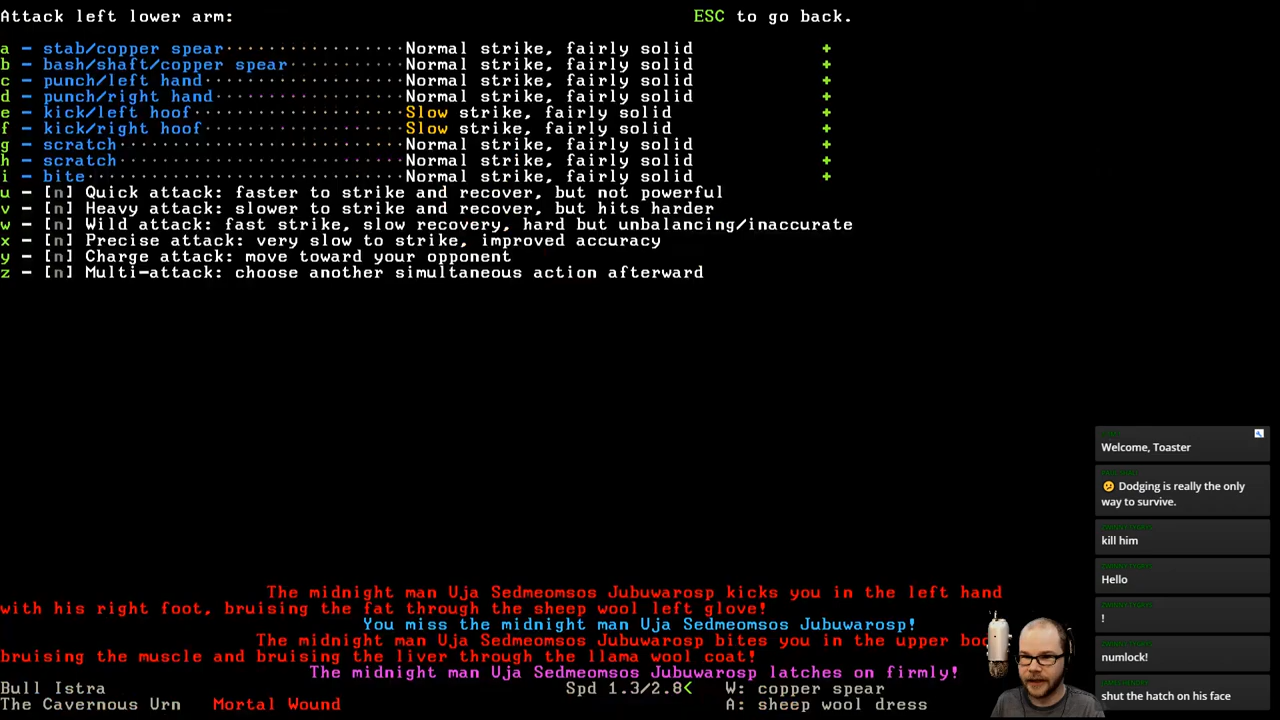 Attack left lower arm: ESC to go back.
a - stab/copper spear·················Normal strike, fairly solid +
b - bash/shaft/copper spear···········Normal strike, fairly solid +
c - punch/left hand···················Normal strike, fairly solid +
d - punch/right hand··················Normal strike, fairly solid +
e - kick/left hoof····················Slow strike, fairly solid +
f - kick/right hoof···················Slow strike, fairly solid +
g - scratch···························Normal strike, fairly solid +
h - scratch···························Normal strike, fairly solid +
i - bite······························Normal strike, fairly solid +
u - [n] Quick attack: faster to strike and recover, but not powerful
v - [n] Heavy attack: slower to strike and recover, but hits harder
w - [n] Wild attack: fast strike, slow recovery, hard but unbalancing/inaccurate
x - [n] Precise attack: very slow to strike, improved accuracy
y - [n] Charge attack: move toward your opponent
z - [n] Multi-attack: choose another simultaneous action afterward
Welcome, Toaster
😕 Dodging is really the only
way to survive.
kill him
Hello
!
numlock!
shut the hatch on his face
The midnight man Uja Sedmeomsos Jubuwarosp kicks you in the left hand
with his right foot, bruising the fat through the sheep wool left glove!
You miss the midnight man Uja Sedmeomsos Jubuwarosp!
The midnight man Uja Sedmeomsos Jubuwarosp bites you in the upper
bruising the muscle and bruising the liver through the llama wool coat!
The midnight man Uja Sedmeomsos Jubuwarosp latches on firmly!
Bull Istra Spd 1.3/2.8< W: copper spear
The Cavernous Urn Mortal Wound A: sheep wool dress